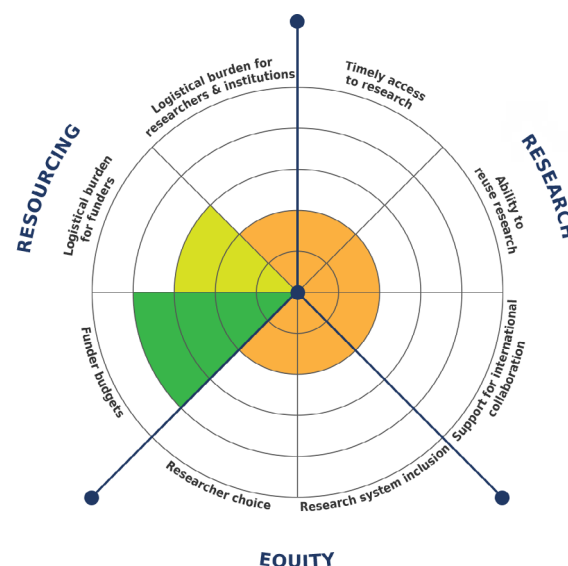 Logistical burden for
researchers & institutions
Timely access
to research
RESOURCING
RESEARCH
Logistical burden
for funders
Ability to
reuse research
Funder budgets
Support for international
collaboration
Researcher choice
Research system inclusion
EQUITY